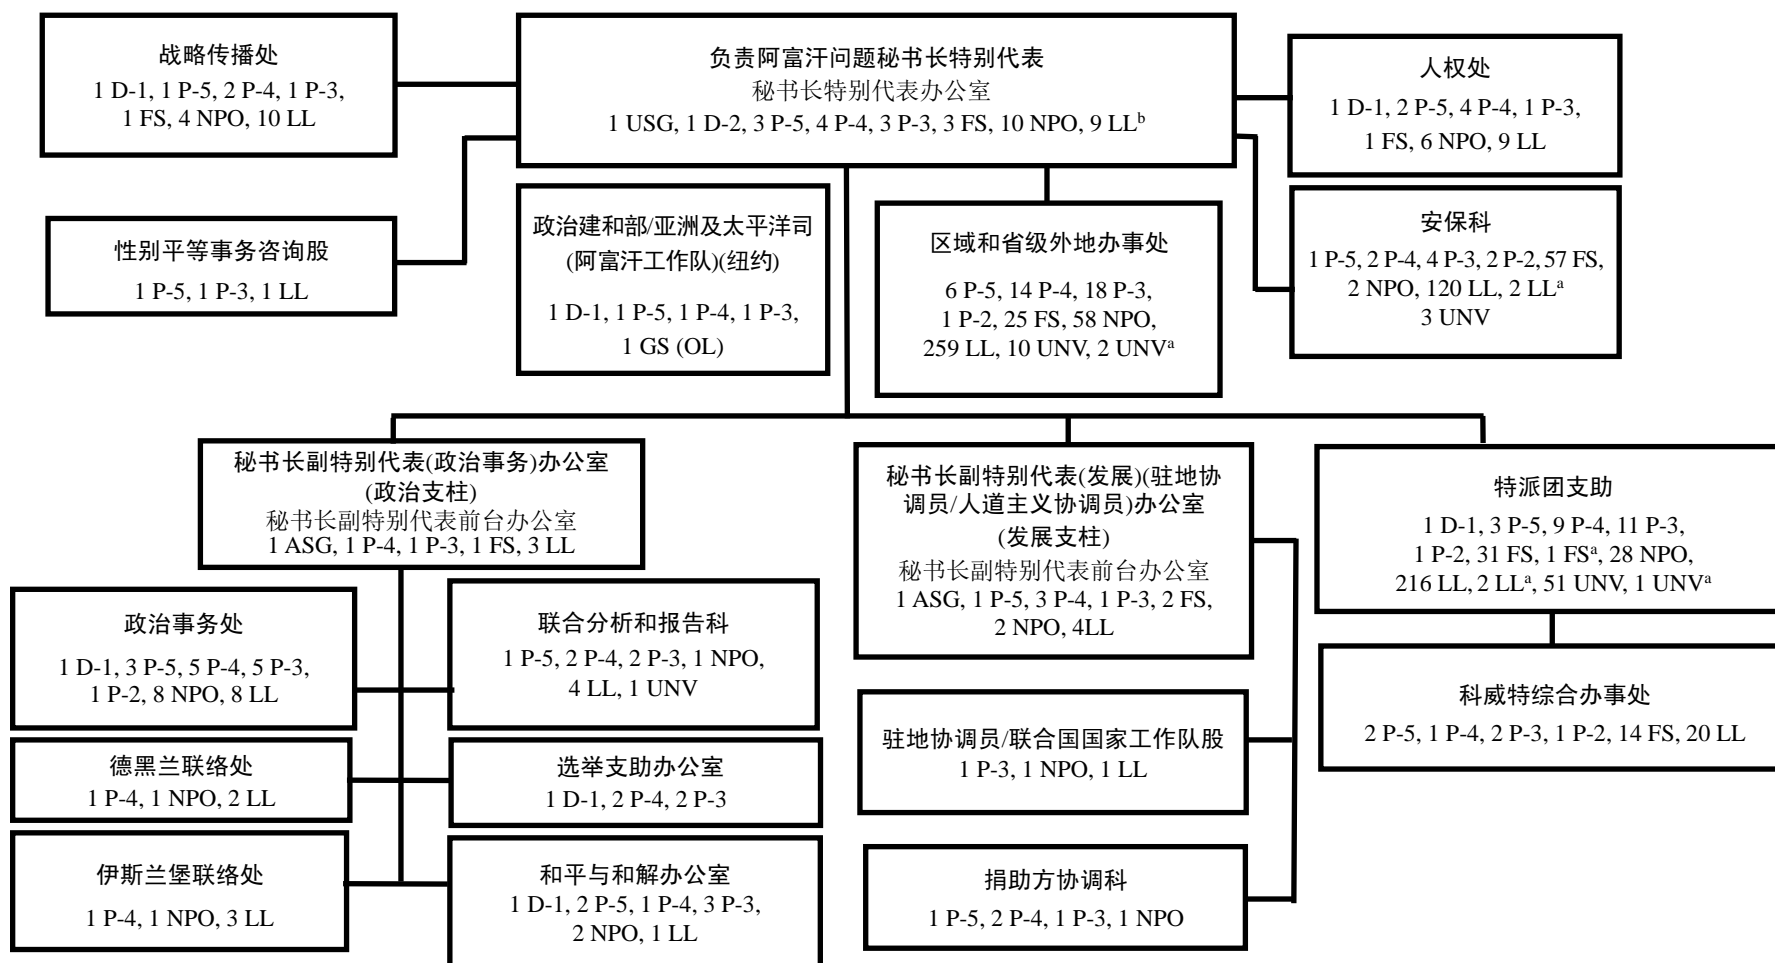 战略传播处
1 D-1, 1 P-5, 2 P-4, 1 P-3,
1 FS, 4 NPO, 10 LL
负责阿富汗问题秘书长特别代表
秘书长特别代表办公室
1 USG, 1 D-2, 3 P-5, 4 P-4, 3 P-3, 3 FS, 10 NPO, 9 LLᵇ
人权处
1 D-1, 2 P-5, 4 P-4, 1 P-3,
1 FS, 6 NPO, 9 LL
性别平等事务咨询股
1 P-5, 1 P-3, 1 LL
政治建和部/亚洲及太平洋司
(阿富汗工作队)(纽约)
1 D-1, 1 P-5, 1 P-4, 1 P-3,
1 GS (OL)
区域和省级外地办事处
6 P-5, 14 P-4, 18 P-3,
1 P-2, 25 FS, 58 NPO,
259 LL, 10 UNV, 2 UNVᵃ
安保科
1 P-5, 2 P-4, 4 P-3, 2 P-2, 57 FS,
2 NPO, 120 LL, 2 LLᵃ
3 UNV
秘书长副特别代表(政治事务)办公室
(政治支柱)
秘书长副特别代表前台办公室
1 ASG, 1 P-4, 1 P-3, 1 FS, 3 LL
秘书长副特别代表(发展)(驻地协
调员/人道主义协调员)办公室
(发展支柱)
秘书长副特别代表前台办公室
1 ASG, 1 P-5, 3 P-4, 1 P-3, 2 FS,
2 NPO, 4LL
特派团支助
1 D-1, 3 P-5, 9 P-4, 11 P-3,
1 P-2, 31 FS, 1 FSᵃ, 28 NPO,
216 LL, 2 LLᵃ, 51 UNV, 1 UNVᵃ
政治事务处
1 D-1, 3 P-5, 5 P-4, 5 P-3,
1 P-2, 8 NPO, 8 LL
联合分析和报告科
1 P-5, 2 P-4, 2 P-3, 1 NPO,
4 LL, 1 UNV
科威特综合办事处
2 P-5, 1 P-4, 2 P-3, 1 P-2, 14 FS, 20 LL
德黑兰联络处
1 P-4, 1 NPO, 2 LL
选举支助办公室
1 D-1, 2 P-4, 2 P-3
驻地协调员/联合国国家工作队股
1 P-3, 1 NPO, 1 LL
伊斯兰堡联络处
1 P-4, 1 NPO, 3 LL
和平与和解办公室
1 D-1, 2 P-5, 1 P-4, 3 P-3,
2 NPO, 1 LL
捐助方协调科
1 P-5, 2 P-4, 1 P-3, 1 NPO